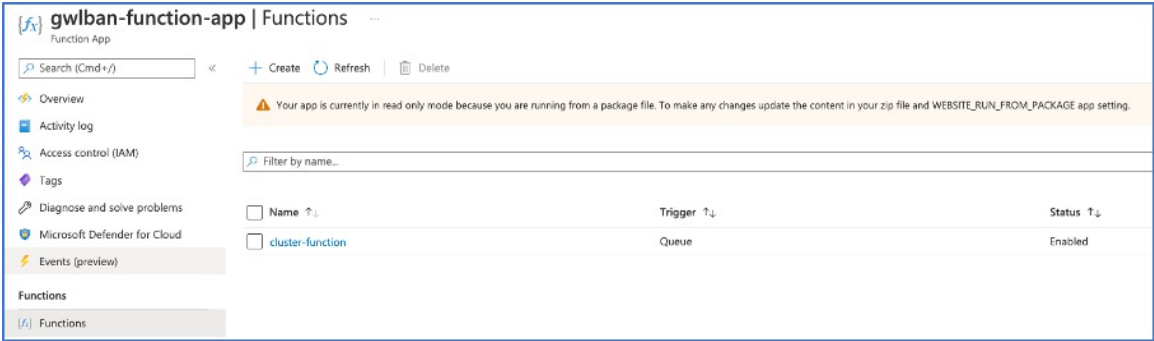 gwlban-function-app | Functions ...
Function App
Search (Cmd+/)
«
Create
Refresh
Delete
Overview
Activity log
Access control (IAM)
Tags
Diagnose and solve problems
Microsoft Defender for Cloud
Events (preview)
Functions
Functions
Your app is currently in read only mode because you are running from a package file. To make any changes update the content in your zip file and WEBSITE_RUN_FROM_PACKAGE app setting.
Filter by name...
Name ↑↓ Trigger ↑↓ Status ↑↓
cluster-function Queue Enabled